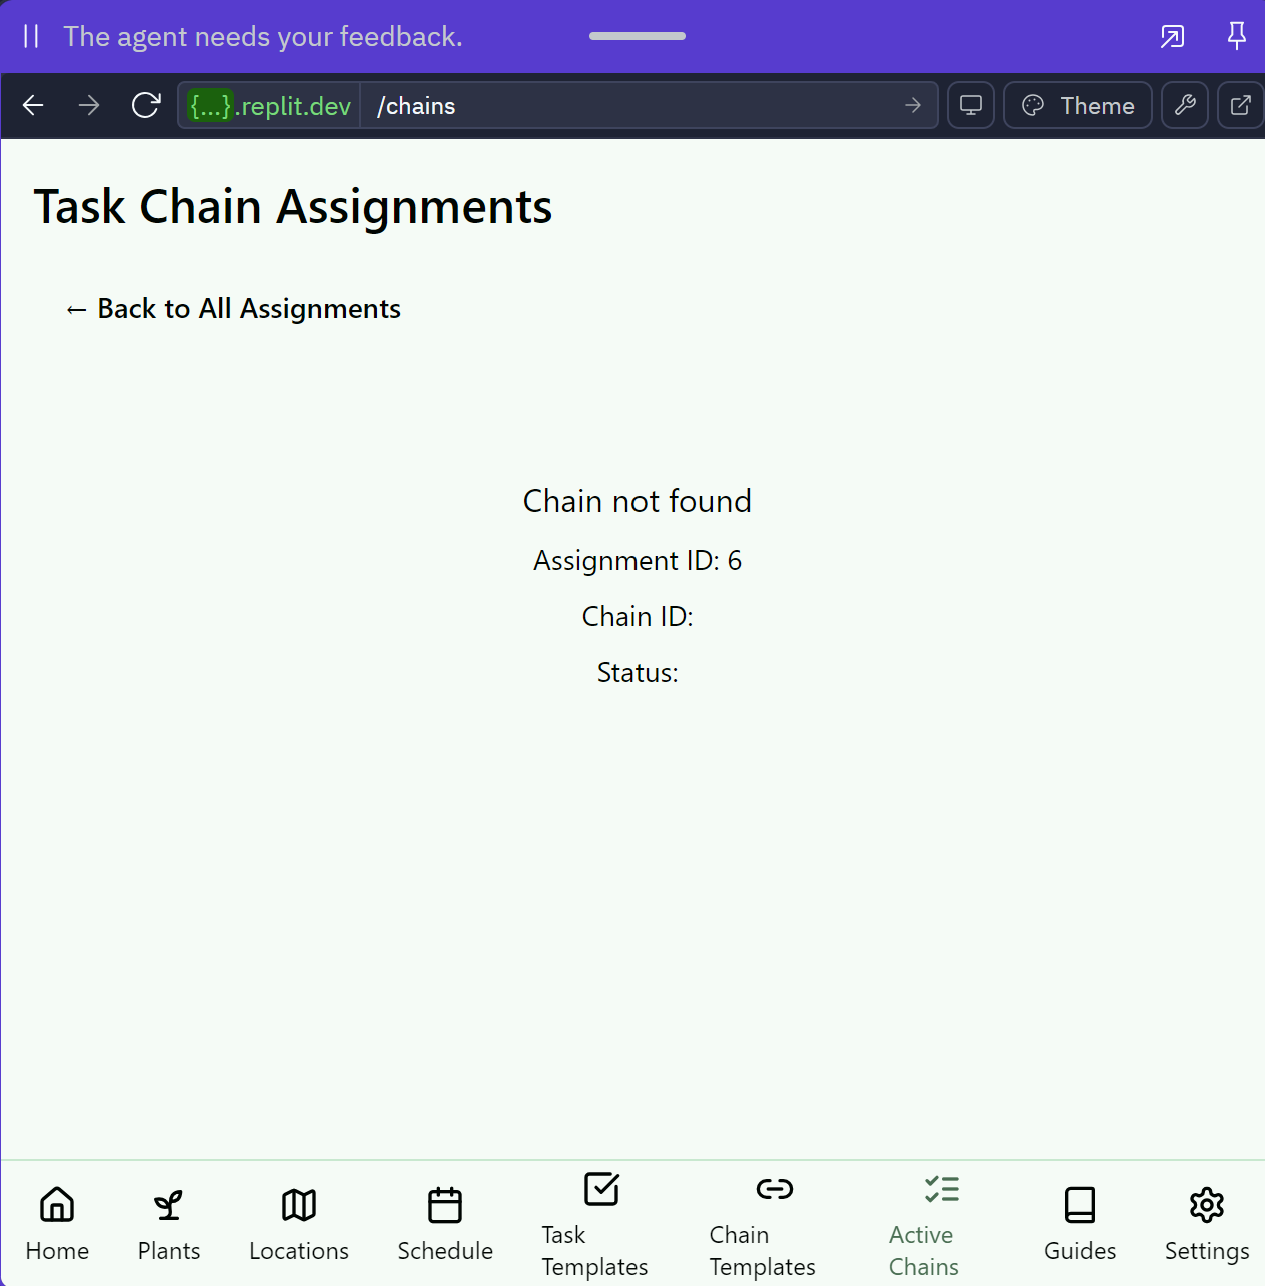 The agent needs your feedback.
{...}.replit.dev /chains → Theme
Task Chain Assignments
← Back to All Assignments
Chain not found
Assignment ID: 6
Chain ID:
Status:
Home
Plants
Locations
Schedule
Task
Templates
Chain
Templates
Active
Chains
Guides
Settings